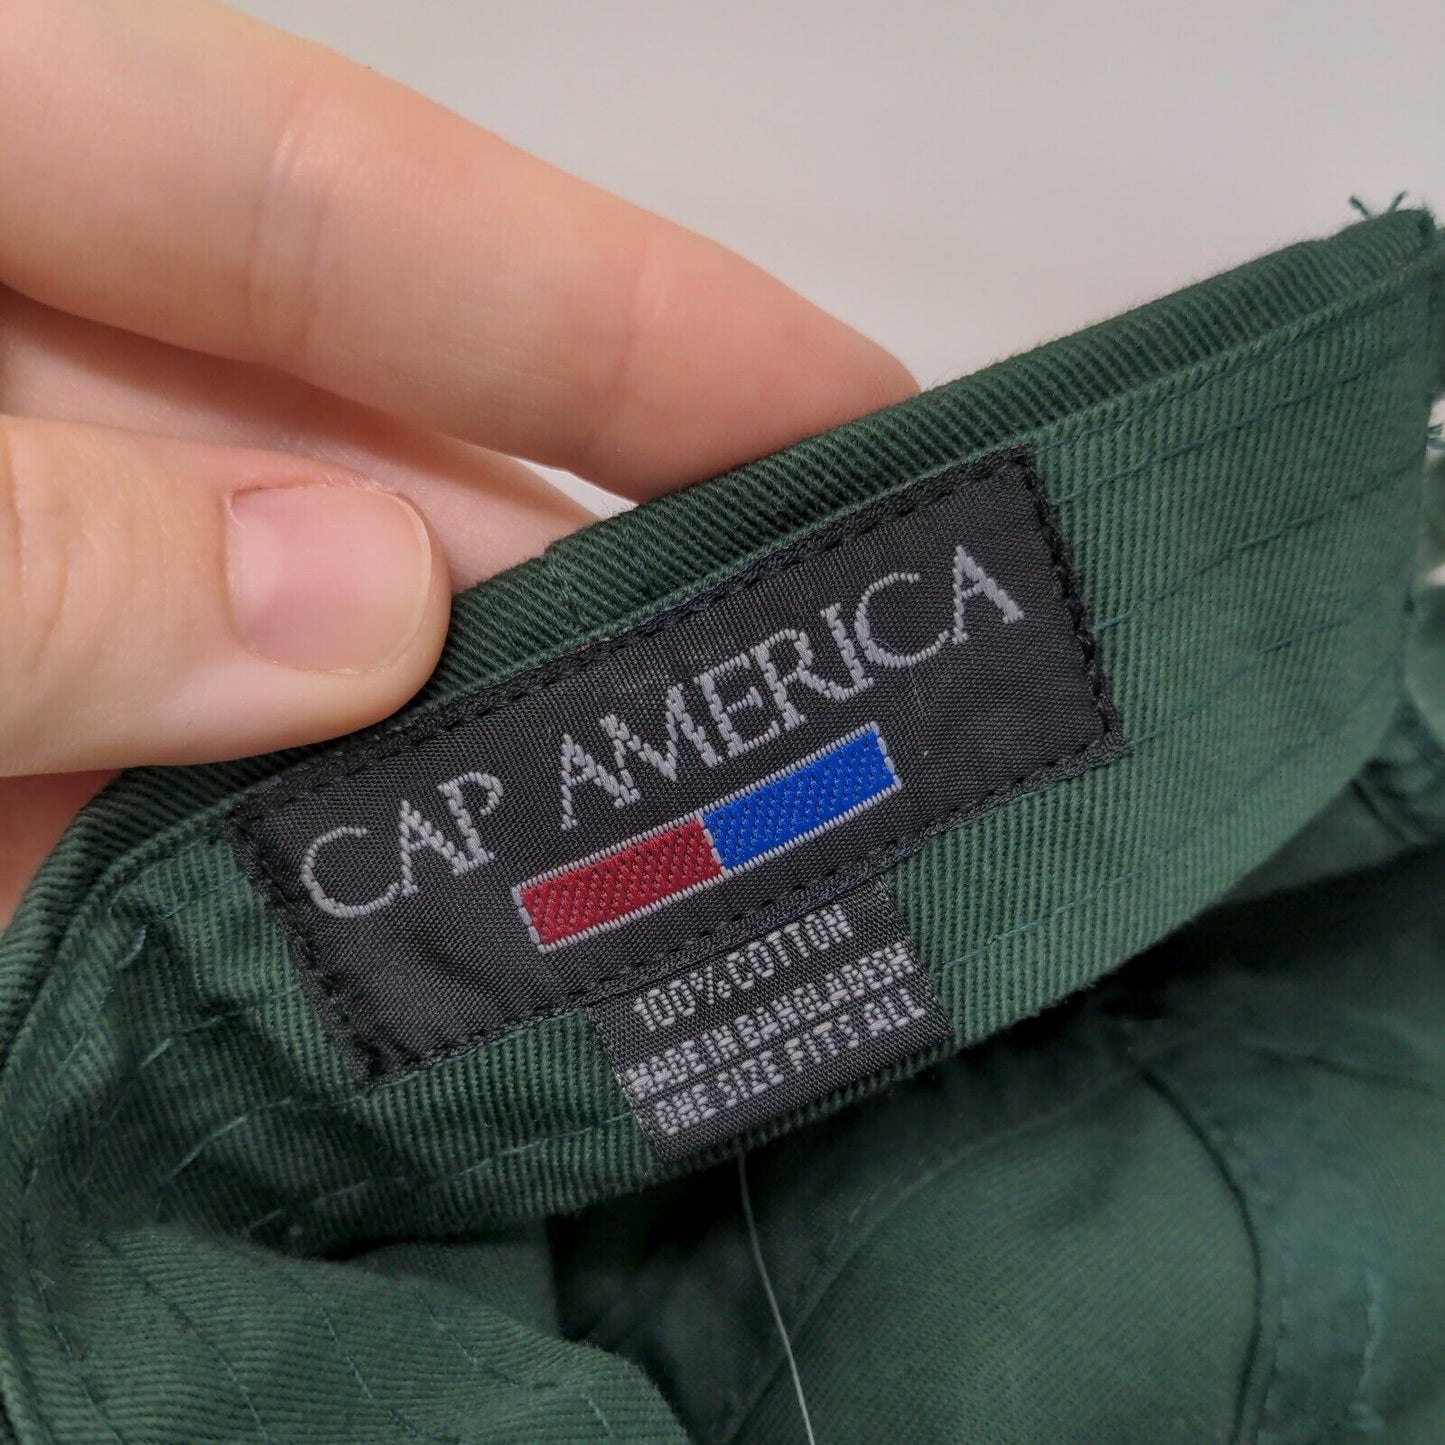 CAP AMERICA
100% COTTON
MADE IN BANGLADESH
ONE SIZE FITS ALL